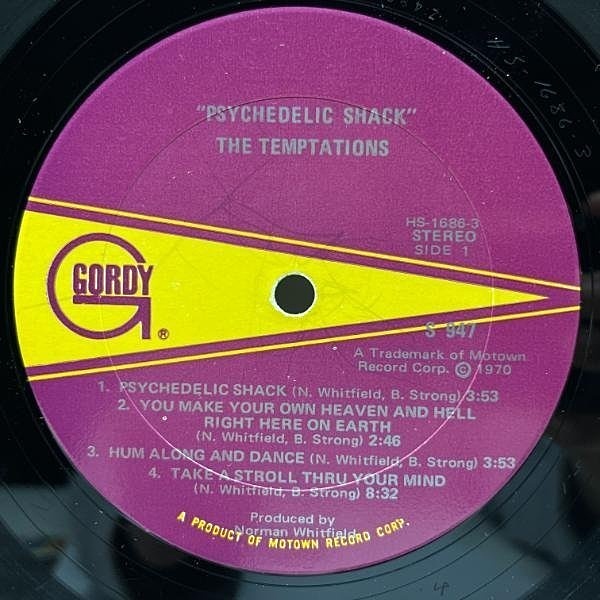 "PSYCHEDELIC SHACK"
THE TEMPTATIONS
HS-1686-3
STEREO
SIDE 1
GORDY
G
®
S 947
A Trademark of Motown
Record Corp. © 1970
1. PSYCHEDELIC SHACK (N. Whitfield, B. Strong) 3:53
2. YOU MAKE YOUR OWN HEAVEN AND HELL
RIGHT HERE ON EARTH
(N. Whitfield, B. Strong) 2:46
3. HUM ALONG AND DANCE (N. Whitfield, B. Strong) 3:53
4. TAKE A STROLL THRU YOUR MIND
(N. Whitfield, B. Strong) 8:32
Produced by
Norman Whitfield
A PRODUCT OF MOTOWN RECORD CORP.
HS-1686-3